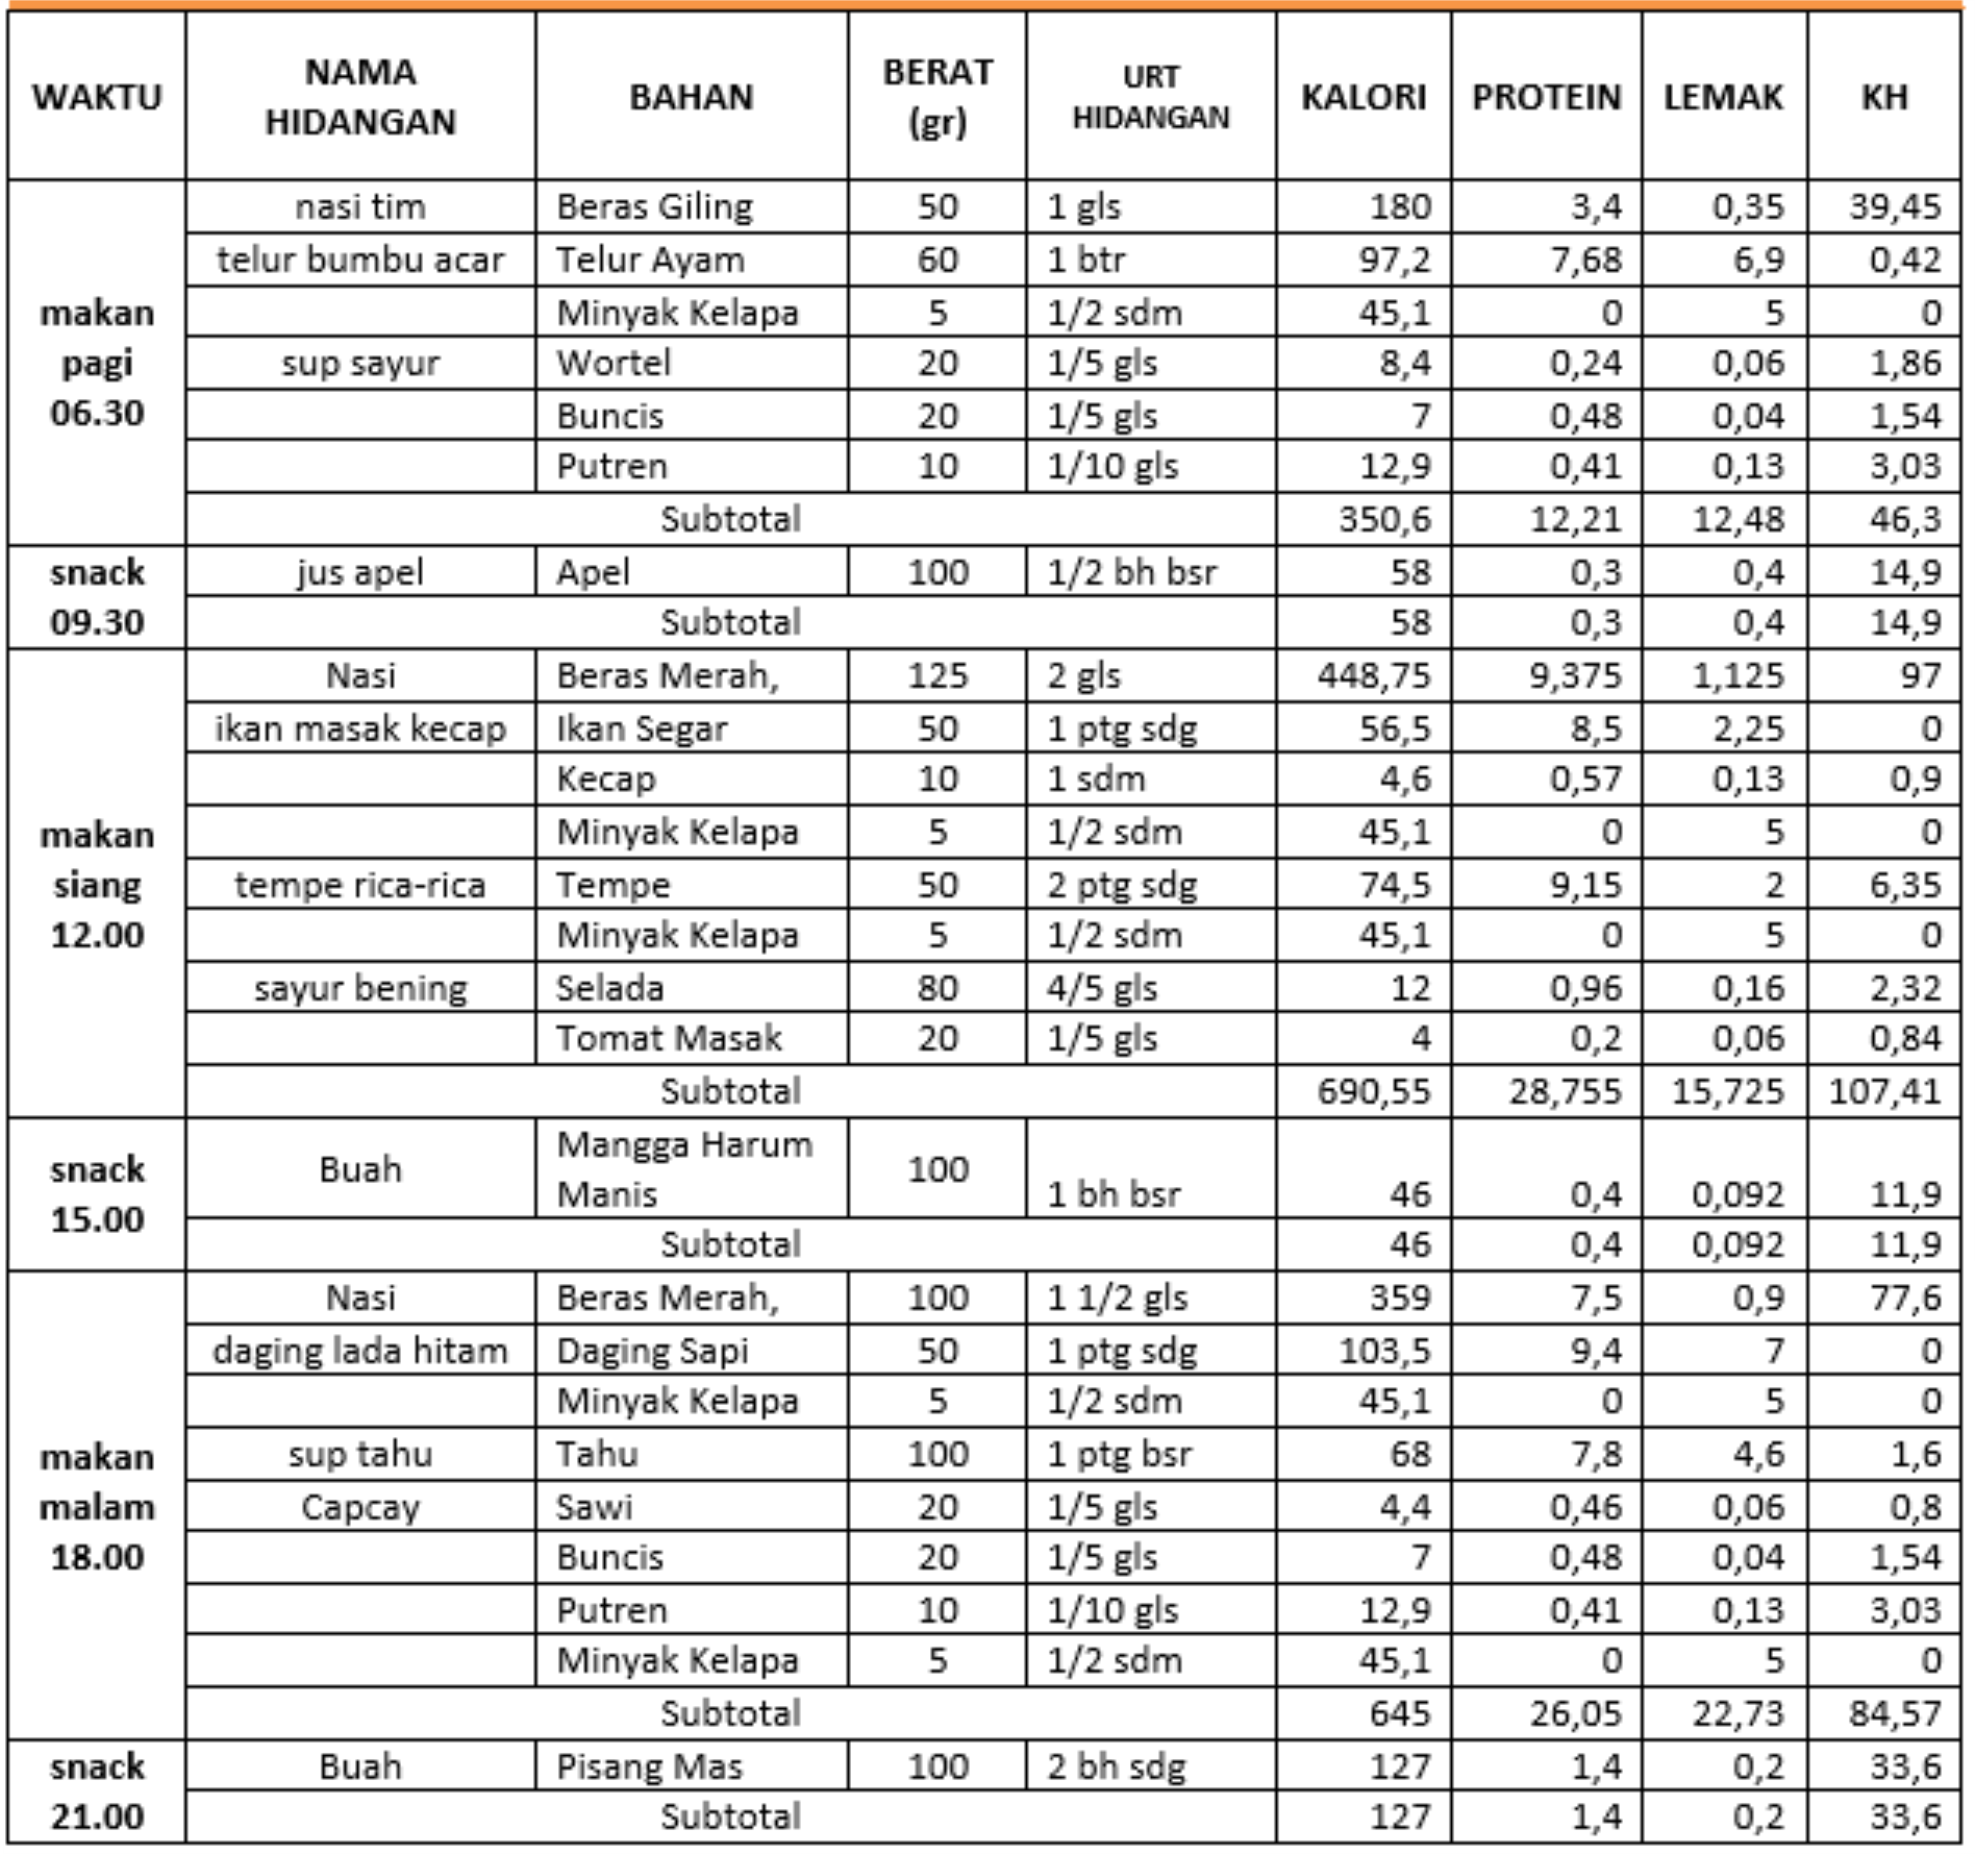 WAKTU NAMA HIDANGAN BAHAN BERAT (gr) URT HIDANGAN KALORI PROTEIN LEMAK KH
makan pagi 06.30
nasi tim Beras Giling 50 1 gls 180 3,4 0,35 39,45
telur bumbu acar Telur Ayam 60 1 btr 97,2 7,68 6,9 0,42
Minyak Kelapa 5 1/2 sdm 45,1 0 5 0
sup sayur Wortel 20 1/5 gls 8,4 0,24 0,06 1,86
Buncis 20 1/5 gls 7 0,48 0,04 1,54
Putren 10 1/10 gls 12,9 0,41 0,13 3,03
Subtotal 350,6 12,21 12,48 46,3
snack 09.30
jus apel Apel 100 1/2 bh bsr 58 0,3 0,4 14,9
Subtotal 58 0,3 0,4 14,9
makan siang 12.00
Nasi Beras Merah, 125 2 gls 448,75 9,375 1,125 97
ikan masak kecap Ikan Segar 50 1 ptg sdg 56,5 8,5 2,25 0
Kecap 10 1 sdm 4,6 0,57 0,13 0,9
Minyak Kelapa 5 1/2 sdm 45,1 0 5 0
tempe rica-rica Tempe 50 2 ptg sdg 74,5 9,15 2 6,35
Minyak Kelapa 5 1/2 sdm 45,1 0 5 0
sayur bening Selada 80 4/5 gls 12 0,96 0,16 2,32
Tomat Masak 20 1/5 gls 4 0,2 0,06 0,84
Subtotal 690,55 28,755 15,725 107,41
snack 15.00
Buah Mangga Harum Manis 100 1 bh bsr 46 0,4 0,092 11,9
Subtotal 46 0,4 0,092 11,9
makan malam 18.00
Nasi Beras Merah, 100 1 1/2 gls 359 7,5 0,9 77,6
daging lada hitam Daging Sapi 50 1 ptg sdg 103,5 9,4 7 0
Minyak Kelapa 5 1/2 sdm 45,1 0 5 0
sup tahu Tahu 100 1 ptg bsr 68 7,8 4,6 1,6
Capcay Sawi 20 1/5 gls 4,4 0,46 0,06 0,8
Buncis 20 1/5 gls 7 0,48 0,04 1,54
Putren 10 1/10 gls 12,9 0,41 0,13 3,03
Minyak Kelapa 5 1/2 sdm 45,1 0 5 0
Subtotal 645 26,05 22,73 84,57
snack 21.00
Buah Pisang Mas 100 2 bh sdg 127 1,4 0,2 33,6
Subtotal 127 1,4 0,2 33,6